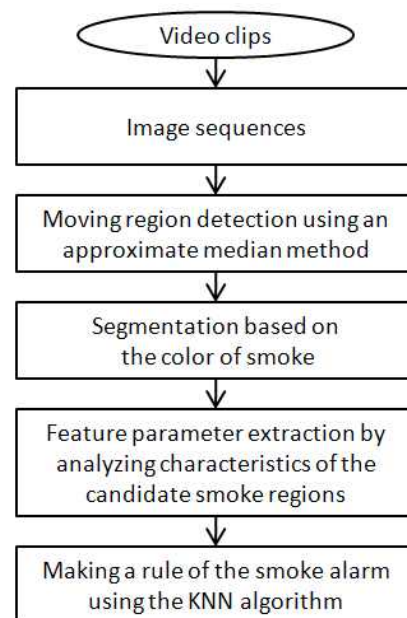 Video clips
Image sequences
Moving region detection using an
approximate median method
Segmentation based on
the color of smoke
Feature parameter extraction by
analyzing characteristics of the
candidate smoke regions
Making a rule of the smoke alarm
using the KNN algorithm